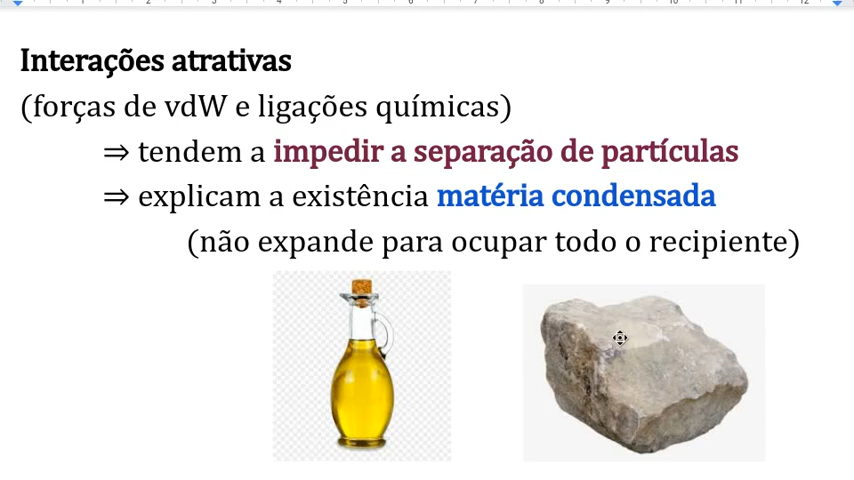 Interações atrativas
(forças de vdW e ligações químicas)
⇒ tendem a impedir a separação de partículas
⇒ explicam a existência matéria condensada
(não expande para ocupar todo o recipiente)